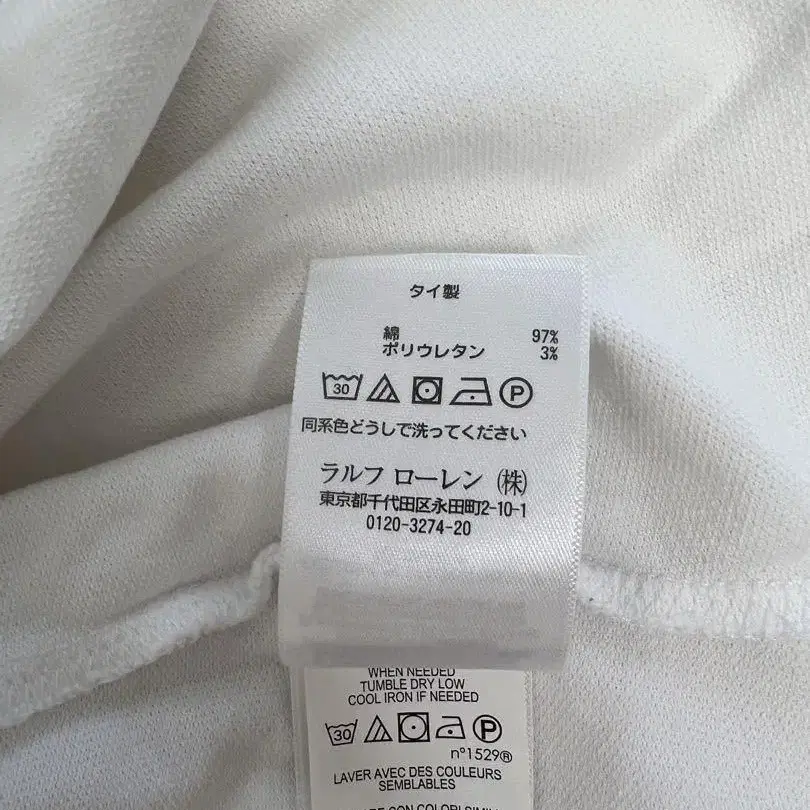 タイ製
綿 97%
ポリウレタン 3%
30 P
同系色どうしで洗ってください
ラルフ ローレン (株)
東京都千代田区永田町2-10-1
0120-3274-20
WHEN NEEDED
TUMBLE DRY LOW
COOL IRON IF NEEDED
30 P
n°1529®
LAVER AVEC DES COULEURS
SEMBLABLES